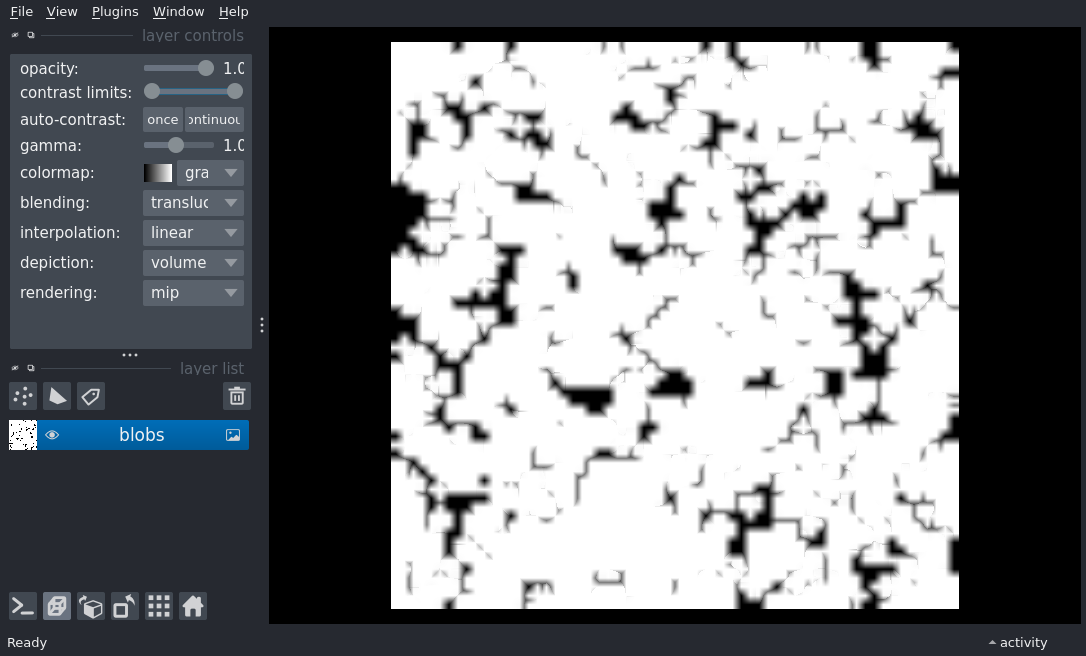 File View Plugins Window Help
layer controls
opacity: 1.0
contrast limits:
auto-contrast: once ontinuou
gamma: 1.0
colormap: gra
blending: transluc
interpolation: linear
depiction: volume
rendering: mip
layer list
blobs
Ready
activity